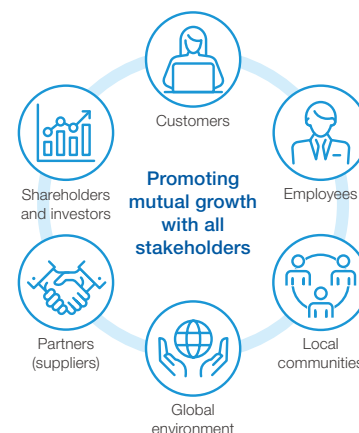 Customers
Employees
Local
communities
Global
environment
Partners
(suppliers)
Shareholders
and investors
Promoting
mutual growth
with all
stakeholders